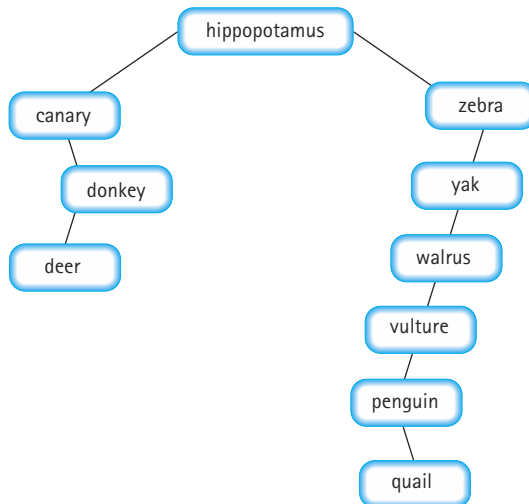 hippopotamus
canary
zebra
donkey
yak
deer
walrus
vulture
penguin
quail